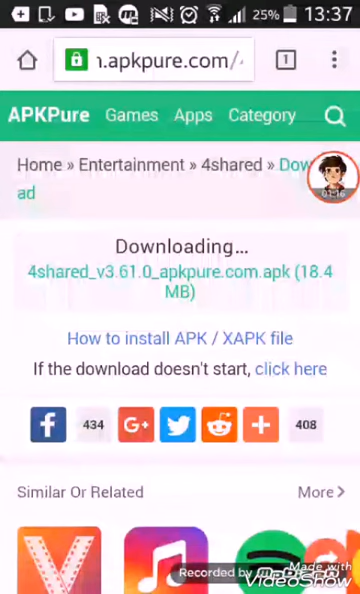 25% 13:37
n.apkpure.com/4
1
APKPure Games Apps Category
Home » Entertainment » 4shared » Dow
ad
01:16
Downloading...
4shared_v3.61.0_apkpure.com.apk (18.4
MB)
How to install APK / XAPK file
If the download doesn't start, click here
f 434 G+ 408
Similar Or Related
More
Made with
Recorded by
VideoShow